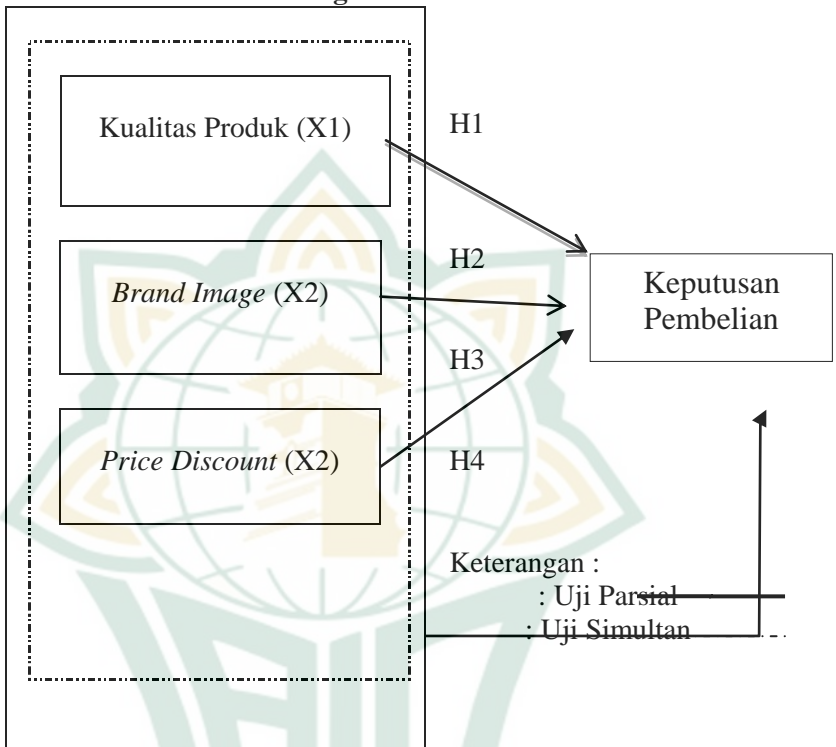 Kualitas Produk (X1)
H1
Brand Image (X2)
H2
Keputusan
Pembelian
H3
Price Discount (X2)
H4
Keterangan :
: Uji Parsial
: Uji Simultan